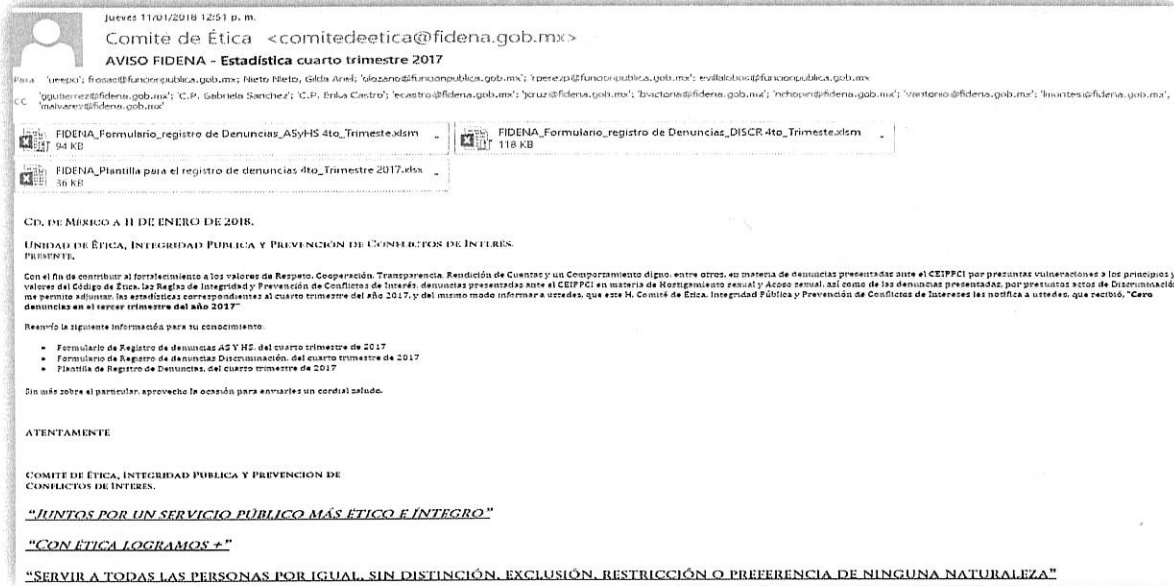 Jueves 11/01/2018 12:51 p. m.
Comité de Ética <comitedeetica@fidena.gob.mx>
AVISO FIDENA - Estadística cuarto trimestre 2017
Para 'ueepci'; frosas@funcionpublica.gob.mx; Nieto Nieto, Gilda Anel; 'olozano@funcionpublica.gob.mx'; 'rperezp@funcionpublica.gob.mx'; evillalobos@funcionpublica.gob.mx
CC 'ggutierrez@fidena.gob.mx'; 'C.P. Gabriela Sanchez'; 'C.P. Erika Castro'; 'ecastro@fidena.gob.mx'; 'jcruz@fidena.gob.mx'; 'bvictoria@fidena.gob.mx'; 'nchopin@fidena.gob.mx'; 'vantonio@fidena.gob.mx'; 'lmontes@fidena.gob.mx';
'malvarez@fidena.gob.mx'
FIDENA_Formulario_registro de Denuncias_ASyHS 4to_Trimeste.xlsm
94 KB
FIDENA_Formulario_registro de Denuncias_DISCR 4to_Trimeste.xlsm
118 KB
FIDENA_Plantilla para el registro de denuncias 4to_Trimestre 2017.xlsx
36 KB
CD. DE MÉXICO A 11 DE ENERO DE 2018.
UNIDAD DE ÉTICA, INTEGRIDAD PUBLICA Y PREVENCIÓN DE CONFLICTOS DE INTERÉS.
PRESENTE.
Con el fin de contribuir al fortalecimiento a los valores de Respeto, Cooperación, Transparencia, Rendición de Cuentas y un Comportamiento digno, entre otros, en materia de denuncias presentadas ante el CEIPPCI por presuntas vulneraciones a los principios y
valores del Código de Ética, las Reglas de Integridad y Prevención de Conflictos de Interés, denuncias presentadas ante el CEIPPCI en materia de Hostigamiento sexual y Acoso sexual, así como de las denuncias presentadas, por presuntos actos de Discriminació
me permito adjuntar, las estadísticas correspondientes al cuarto trimestre del año 2017, y del mismo modo informar a ustedes, que este H. Comité de Ética, Integridad Pública y Prevención de Conflictos de Intereses les notifica a ustedes, que recibió, "Cero
denuncias en el tercer trimestre del año 2017"
Reenvío la siguiente información para su conocimiento.
• Formulario de Registro de denuncias AS Y HS, del cuarto trimestre de 2017
• Formulario de Registro de denuncias Discriminación, del cuarto trimestre de 2017
• Plantilla de Registro de Denuncias, del cuarto trimestre de 2017
Sin más sobre el particular, aprovecho la ocasión para enviarles un cordial saludo.
ATENTAMENTE
COMITE DE ÉTICA, INTEGRIDAD PUBLICA Y PREVENCION DE
CONFLICTOS DE INTERES.
"JUNTOS POR UN SERVICIO PÚBLICO MÁS ÉTICO E ÍNTEGRO"
"CON ÉTICA LOGRAMOS +"
"SERVIR A TODAS LAS PERSONAS POR IGUAL, SIN DISTINCIÓN, EXCLUSIÓN, RESTRICCIÓN O PREFERENCIA DE NINGUNA NATURALEZA"